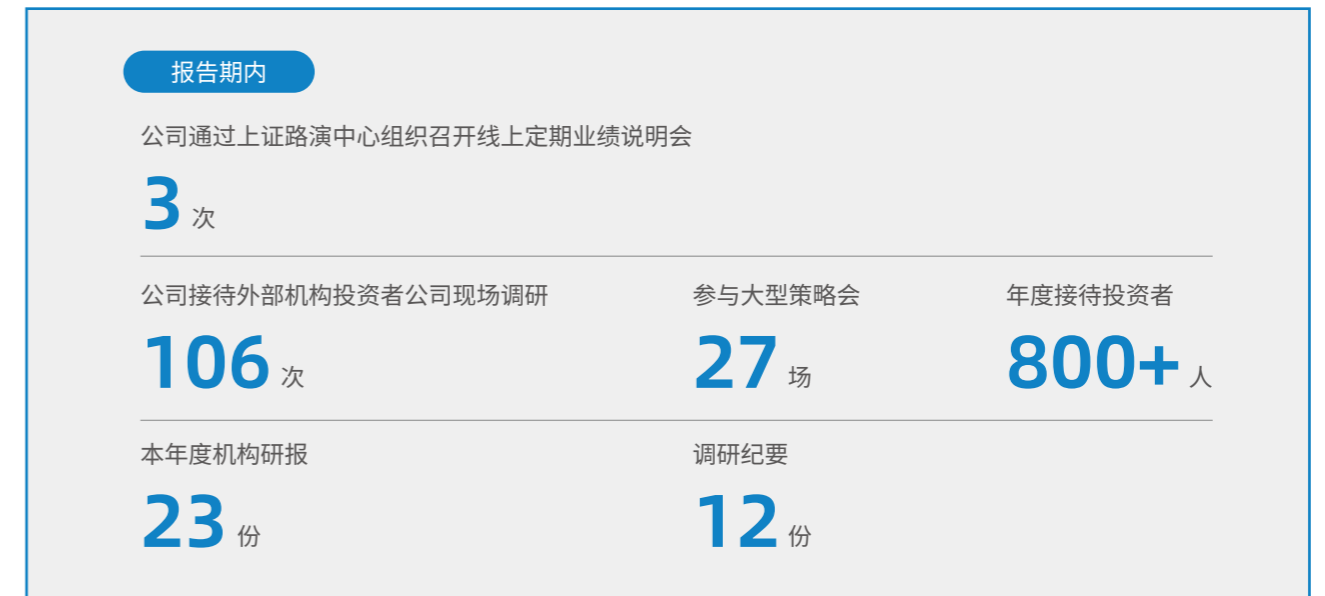 报告期内
公司通过上证路演中心组织召开线上定期业绩说明会
3 次
公司接待外部机构投资者公司现场调研
106 次
参与大型策略会
27 场
年度接待投资者
800+ 人
本年度机构研报
23 份
调研纪要
12 份